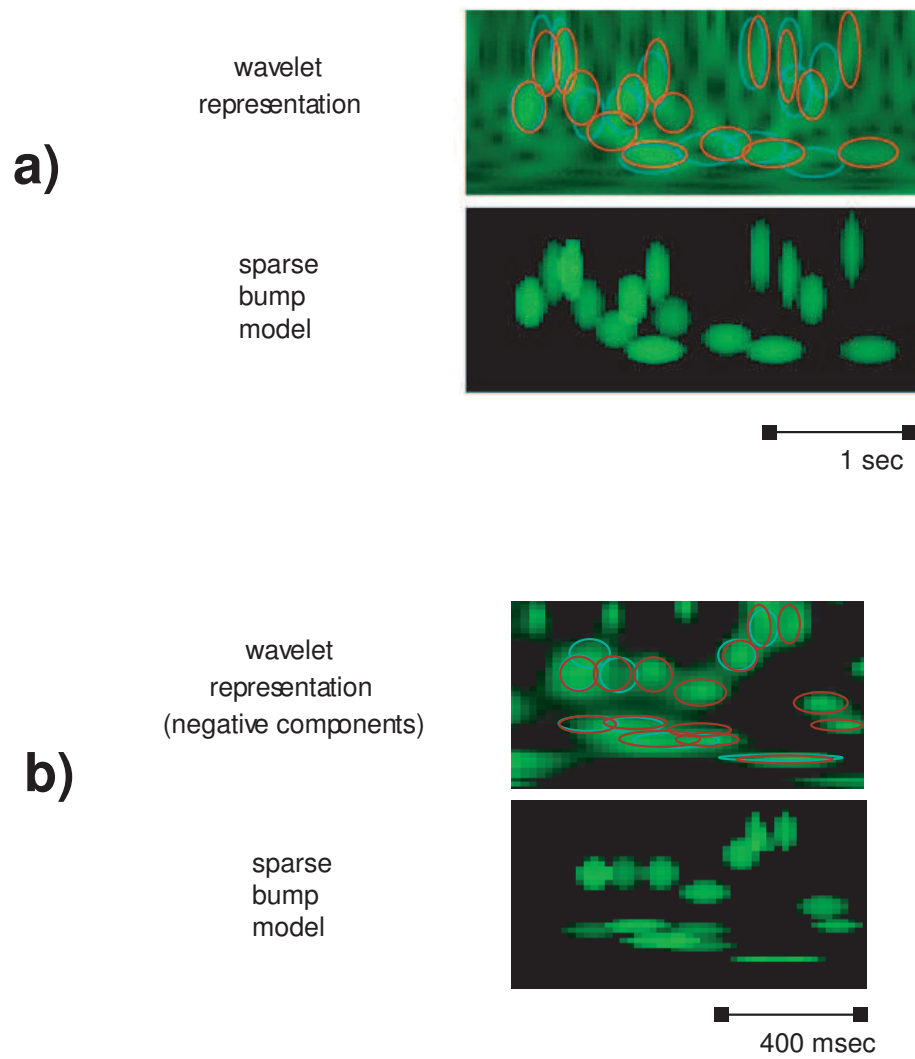 a)
wavelet
representation
sparse
bump
model
1 sec
b)
wavelet
representation
(negative components)
sparse
bump
model
400 msec